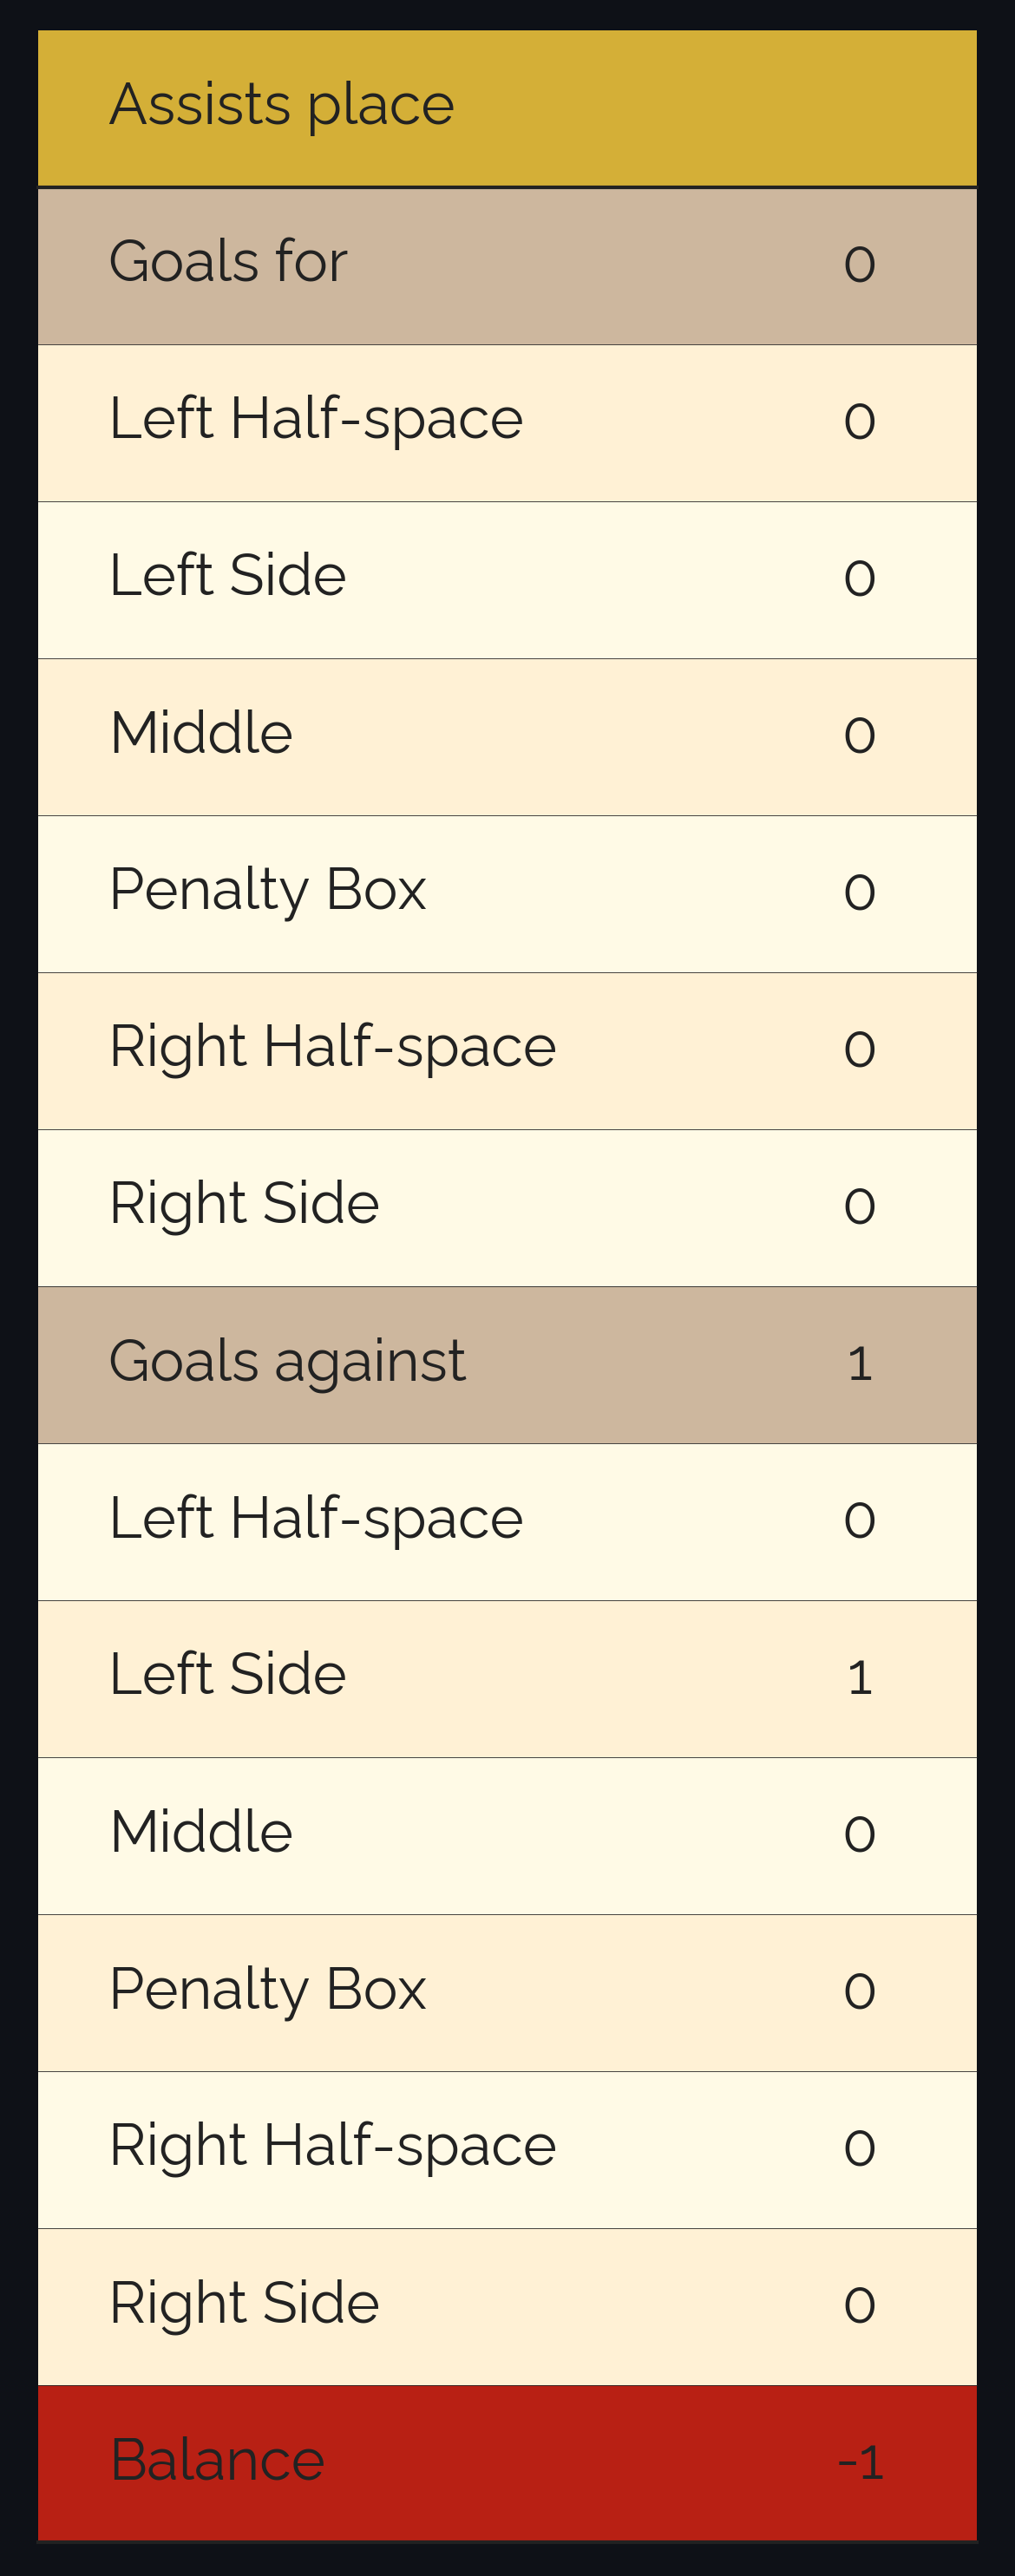 Assists place
Goals for 0
Left Half-space 0
Left Side 0
Middle 0
Penalty Box 0
Right Half-space 0
Right Side 0
Goals against 1
Left Half-space 0
Left Side 1
Middle 0
Penalty Box 0
Right Half-space 0
Right Side 0
Balance -1